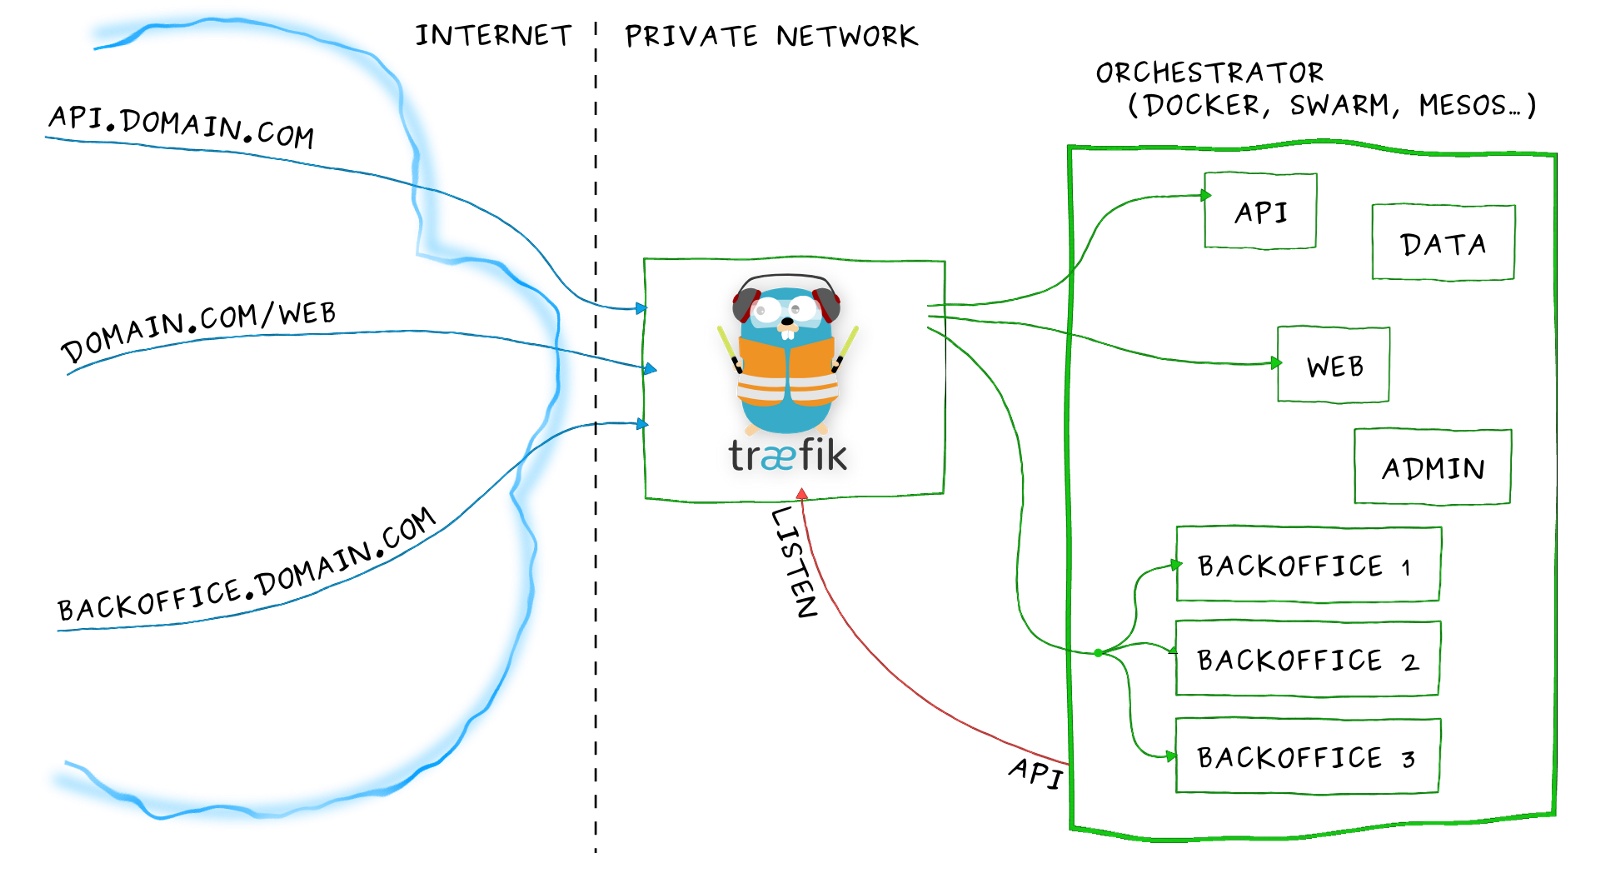 INTERNET
PRIVATE NETWORK
ORCHESTRATOR
(DOCKER, SWARM, MESOS...)
API.DOMAIN.COM
DOMAIN.COM/WEB
BACKOFFICE.DOMAIN.COM
træfik
LISTEN
API
API
DATA
WEB
ADMIN
BACKOFFICE 1
BACKOFFICE 2
BACKOFFICE 3